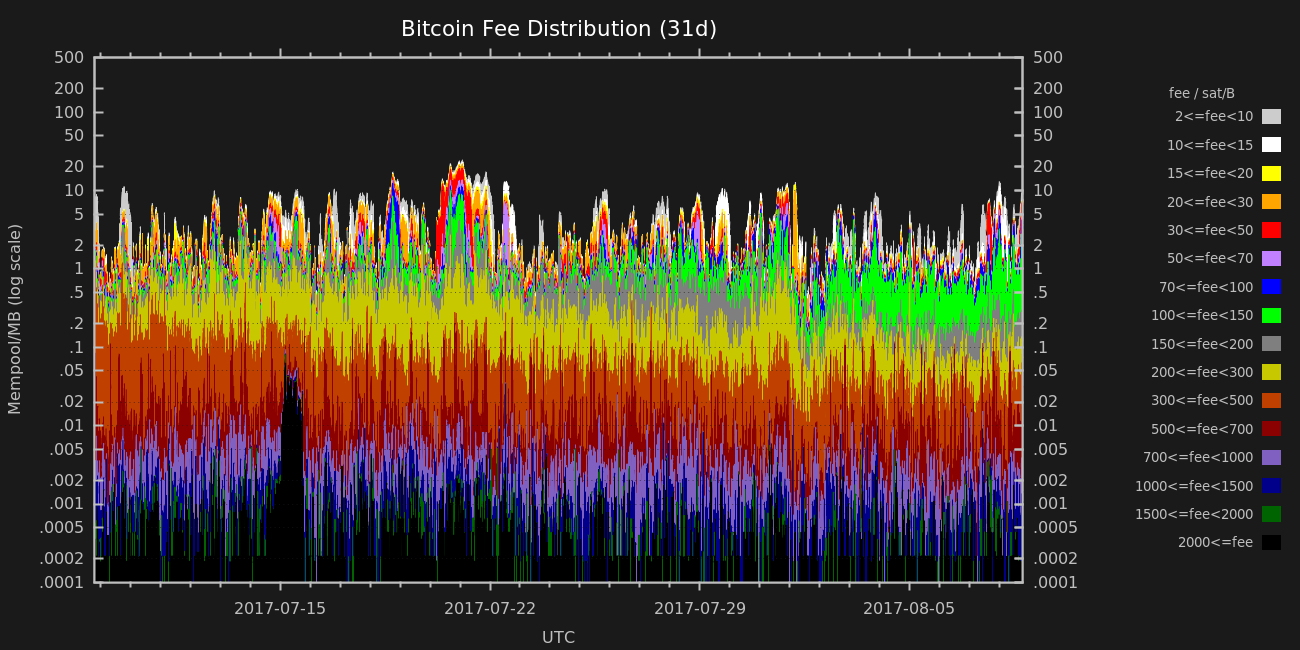 Bitcoin Fee Distribution (31d)
500
200
100
50
20
10
5
2
1
.5
.2
.1
.05
.02
.01
.005
.002
.001
.0005
.0002
.0001
Mempool/MB (log scale)
500
200
100
50
20
10
5
2
1
.5
.2
.1
.05
.02
.01
.005
.002
.001
.0005
.0002
.0001
2017-07-15
2017-07-22
2017-07-29
2017-08-05
UTC
fee / sat/B
2<=fee<10
10<=fee<15
15<=fee<20
20<=fee<30
30<=fee<50
50<=fee<70
70<=fee<100
100<=fee<150
150<=fee<200
200<=fee<300
300<=fee<500
500<=fee<700
700<=fee<1000
1000<=fee<1500
1500<=fee<2000
2000<=fee